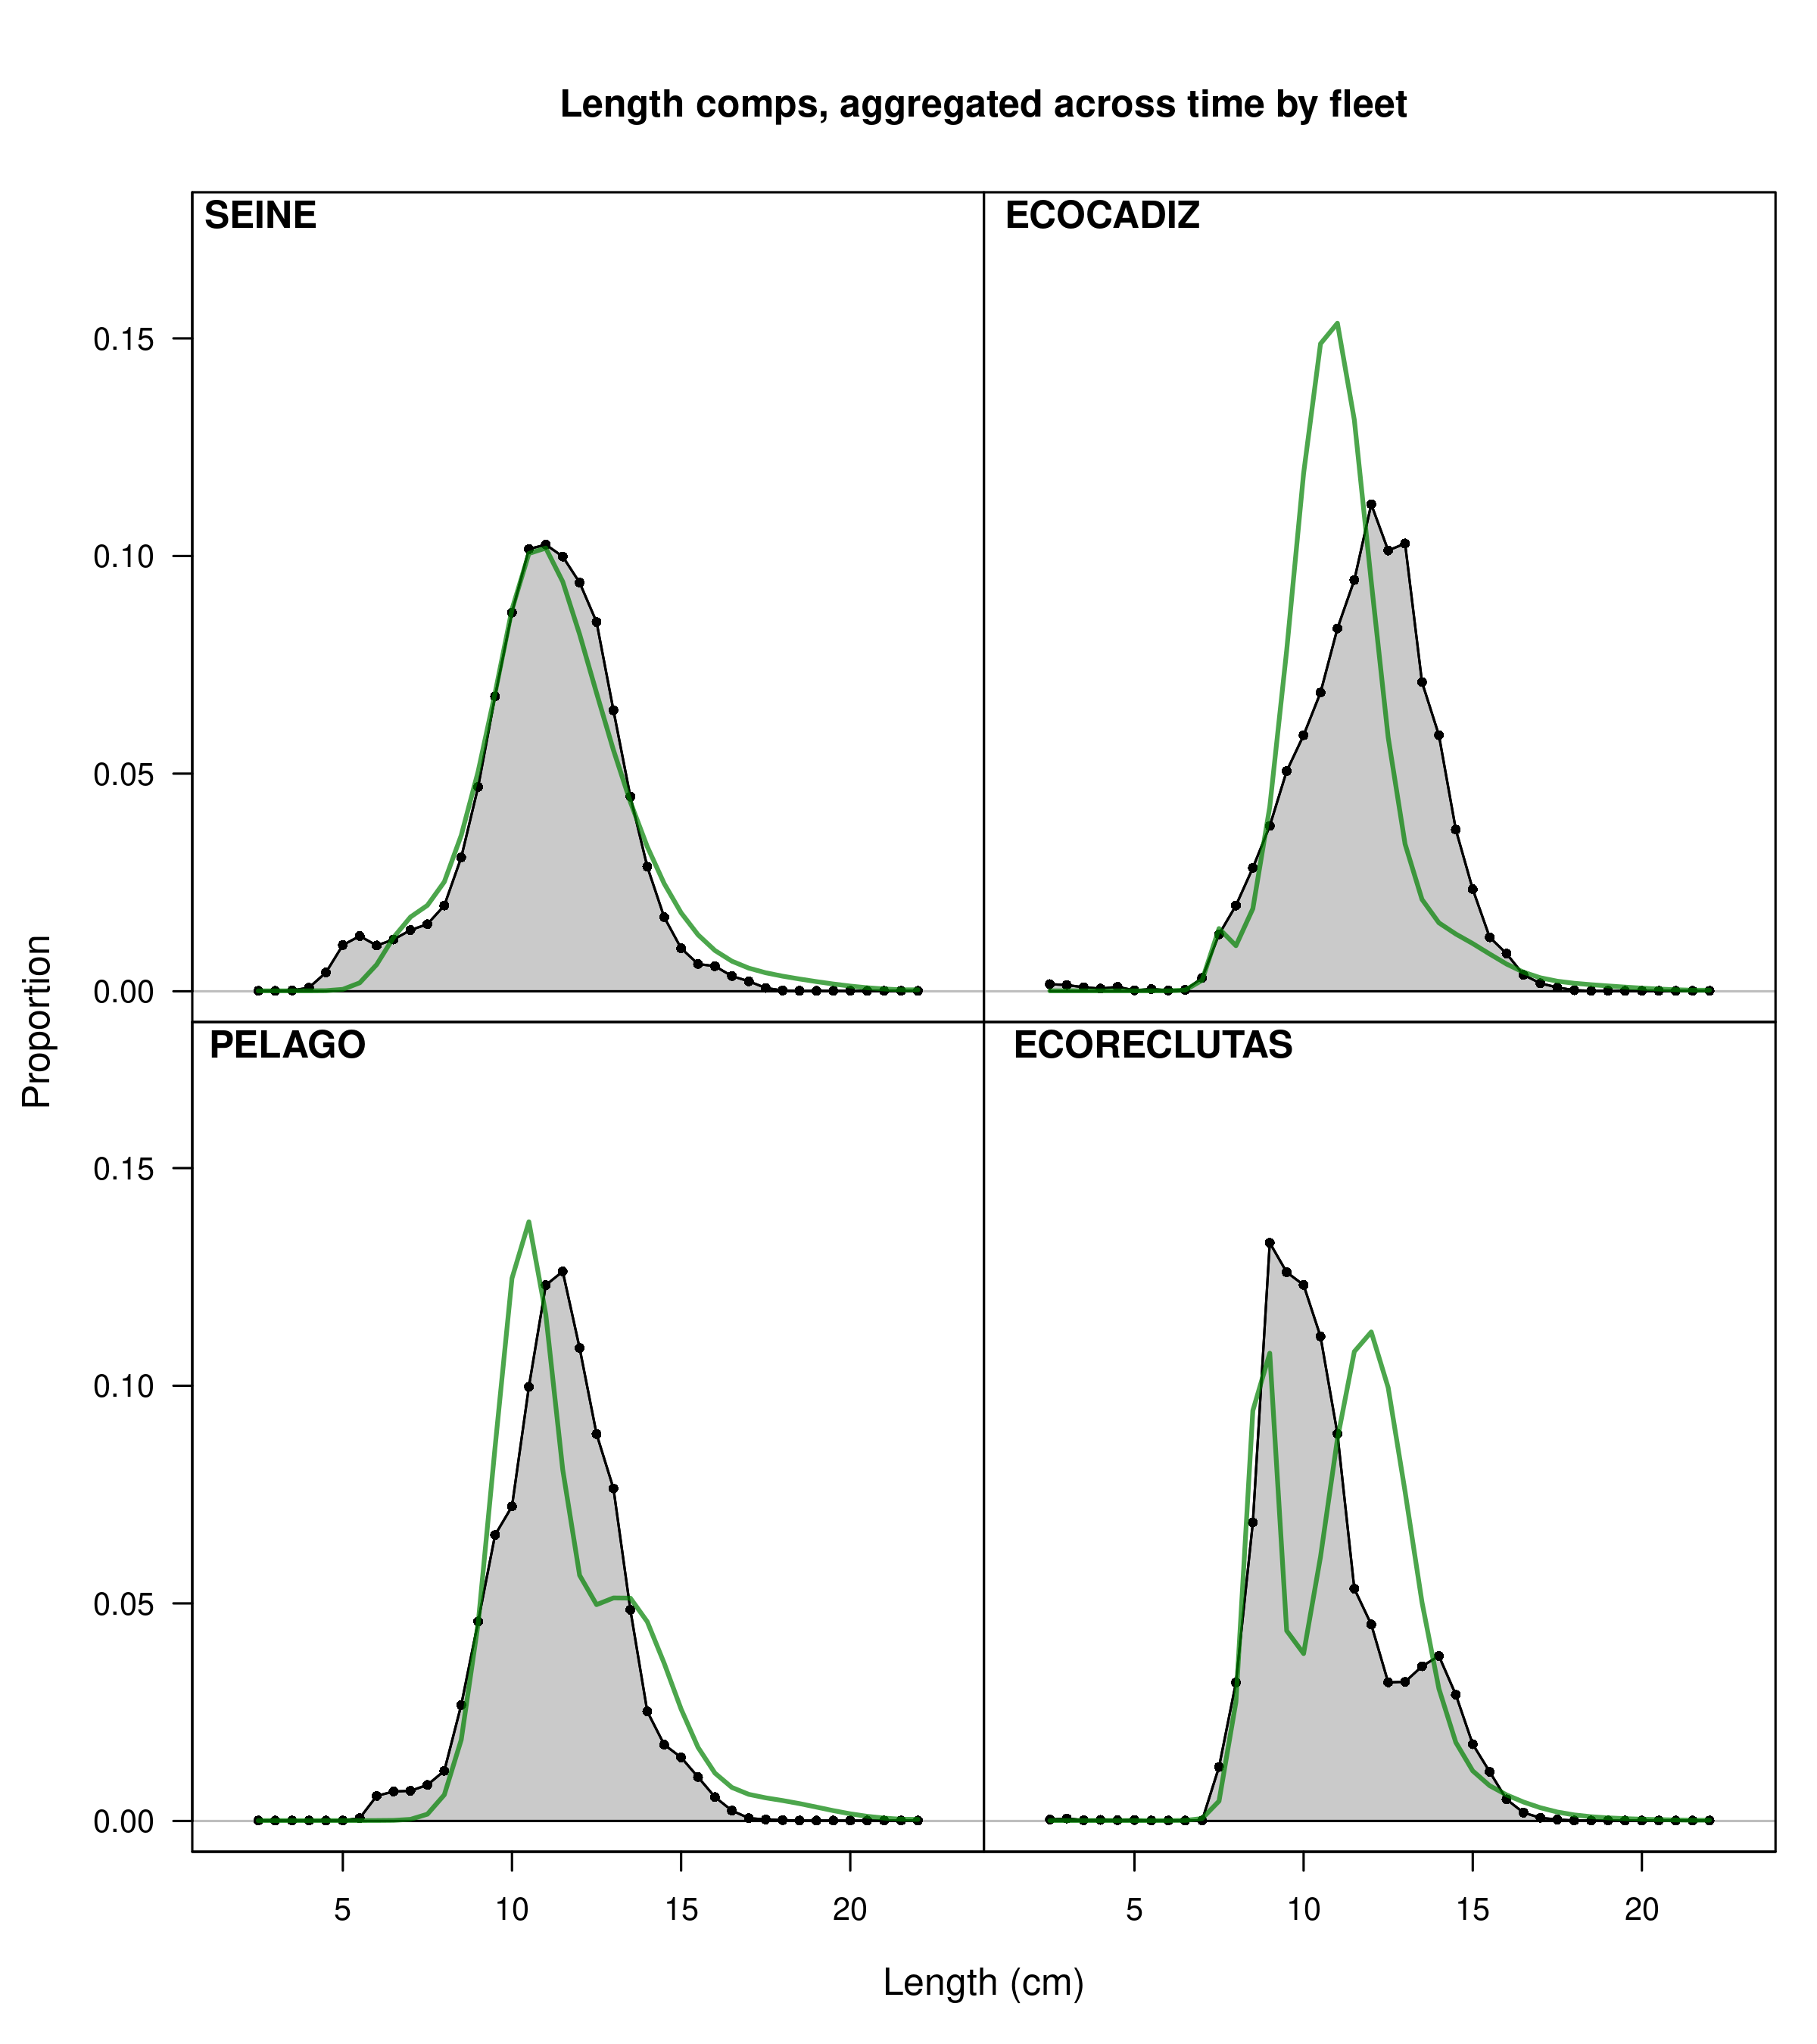 Length comps, aggregated across time by fleet
SEINE
ECOCADIZ
0.15
0.10
0.05
0.00
PELAGO
ECORECLUTAS
0.15
0.10
0.05
0.00
Proportion
5 10 15 20 5 10 15 20
Length (cm)